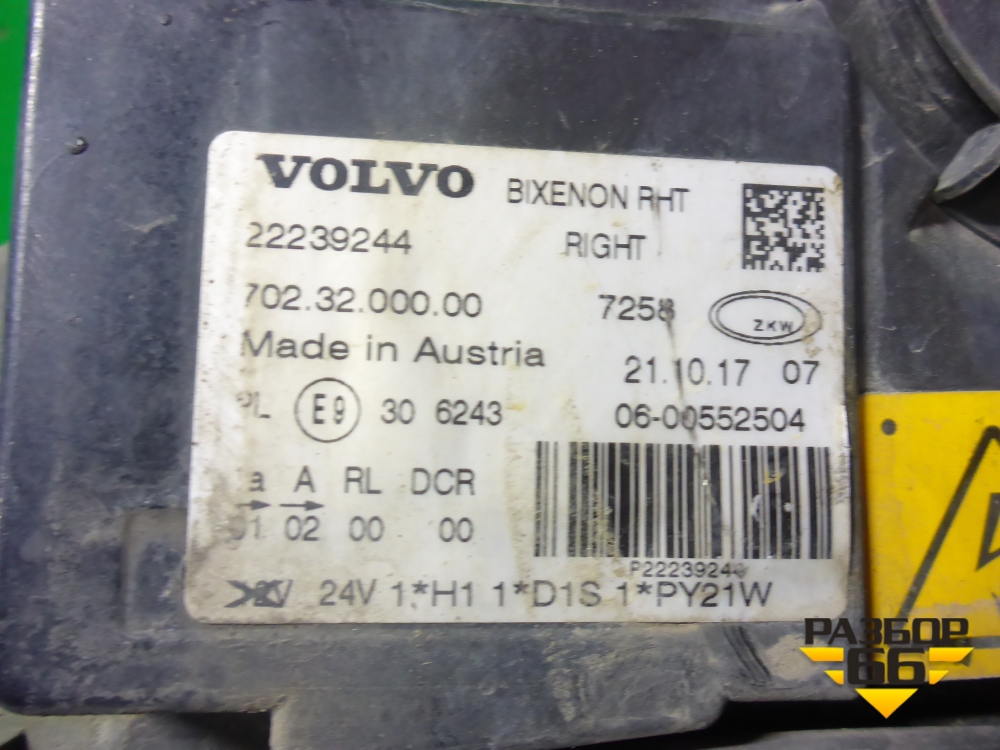 VOLVO BIXENON RHT
22239244 RIGHT
702.32.000.00 7258 ZKW
Made in Austria 21.10.17 07
PL E9 30 6243 06-00552504
a A RL DCR
01 02 00 00
P22239244
24V 1*H1 1*D1S 1*PY21W
РАЗБОР
66